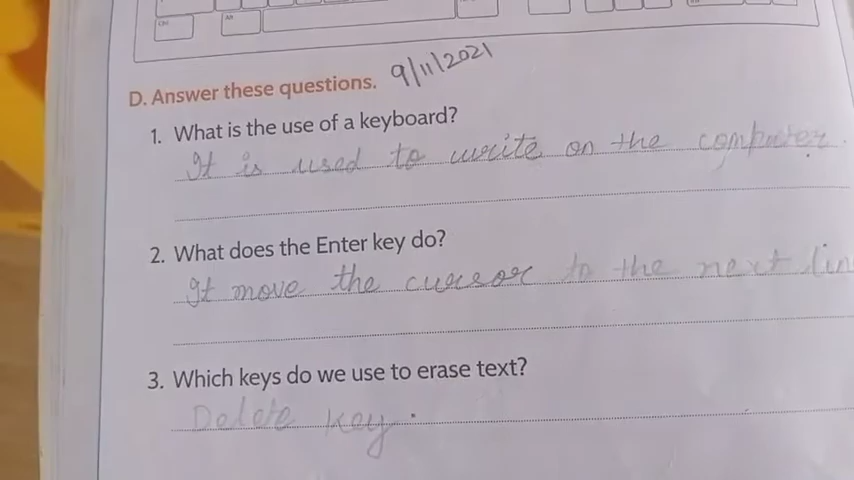 D. Answer these questions. 9/11/2021
1. What is the use of a keyboard?
It is used to write on the computer.
2. What does the Enter key do?
It move the cursor to the next lin
3. Which keys do we use to erase text?
Delete key.